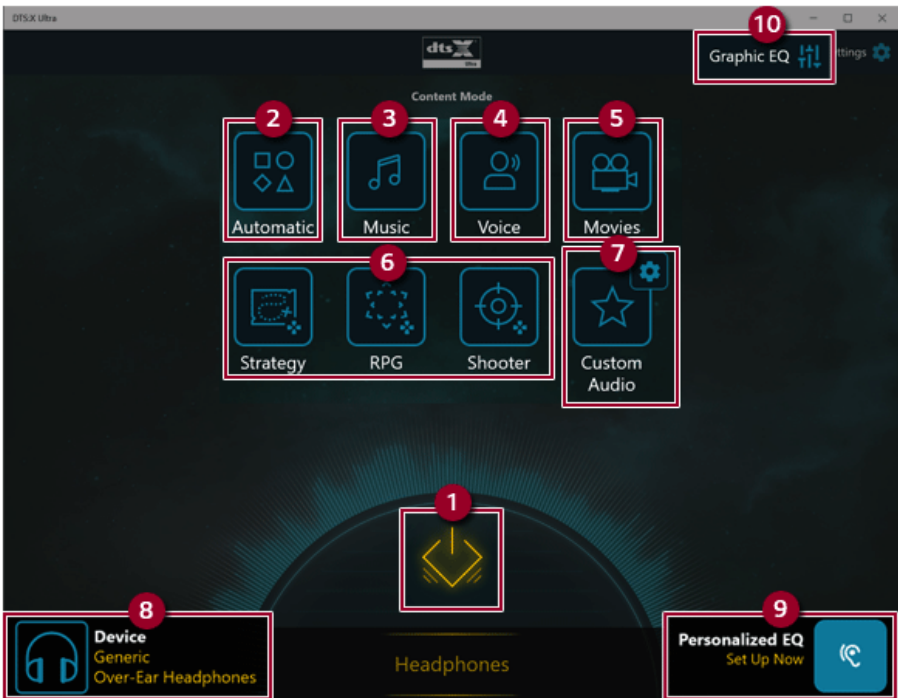 DTS:X Ultra
10
dts X
Ultra
Graphic EQ
ttings
Content Mode
2
3
4
5
Automatic
Music
Voice
Movies
6
7
Strategy
RPG
Shooter
Custom
Audio
1
8
9
Device
Generic
Over-Ear Headphones
Headphones
Personalized EQ
Set Up Now